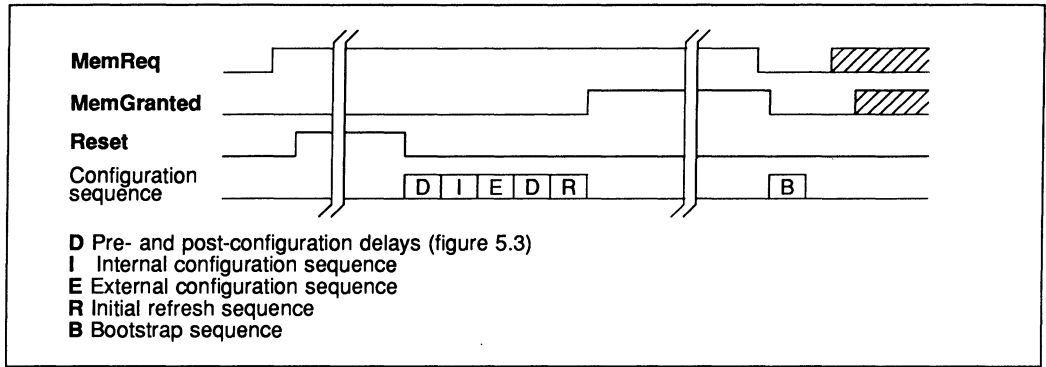 MemReq
MemGranted
Reset
Configuration
sequence
D I E D R
B
D Pre- and post-configuration delays (figure 5.3)
I Internal configuration sequence
E External configuration sequence
R Initial refresh sequence
B Bootstrap sequence